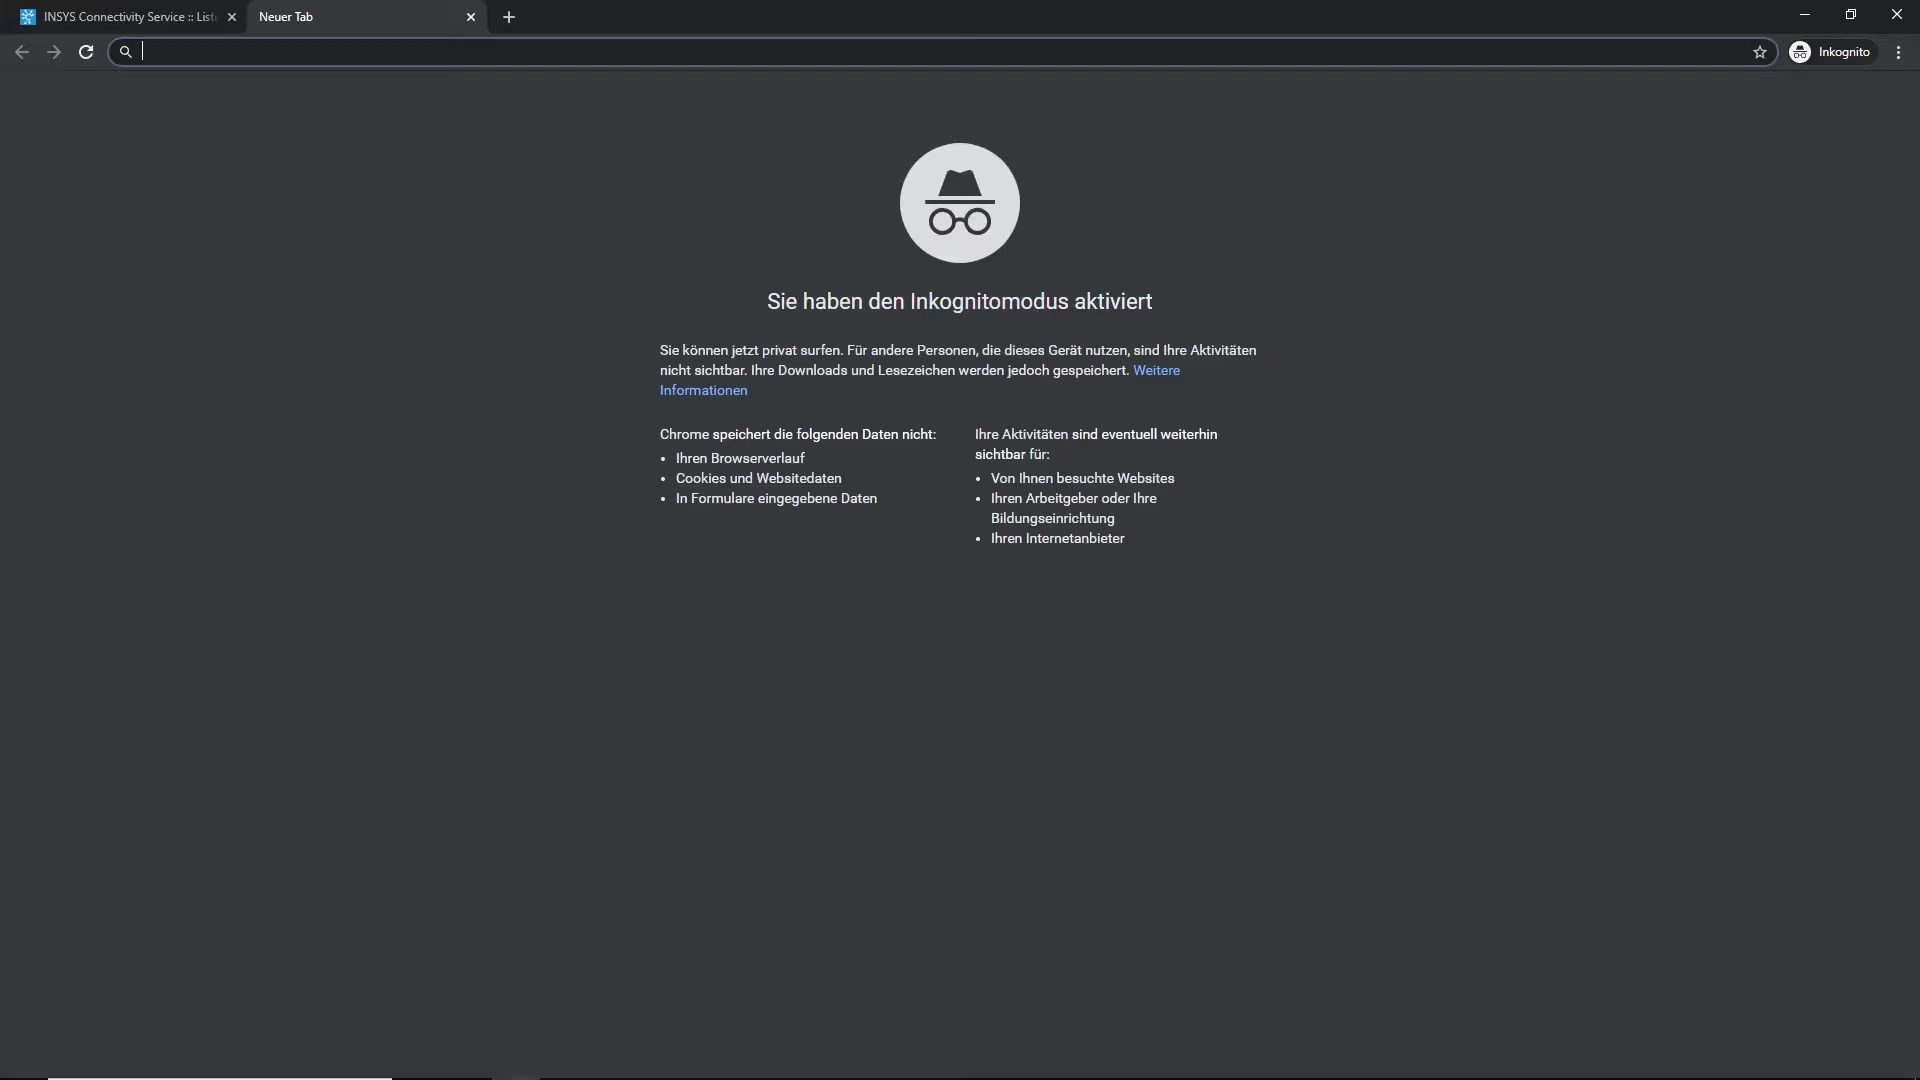 INSYS Connectivity Service :: List
Neuer Tab
Inkognito
Sie haben den Inkognitomodus aktiviert
Sie können jetzt privat surfen. Für andere Personen, die dieses Gerät nutzen, sind Ihre Aktivitäten
nicht sichtbar. Ihre Downloads und Lesezeichen werden jedoch gespeichert. Weitere
Informationen
Chrome speichert die folgenden Daten nicht:
• Ihren Browserverlauf
• Cookies und Websitedaten
• In Formulare eingegebene Daten
Ihre Aktivitäten sind eventuell weiterhin
sichtbar für:
• Von Ihnen besuchte Websites
• Ihren Arbeitgeber oder Ihre
Bildungseinrichtung
• Ihren Internetanbieter